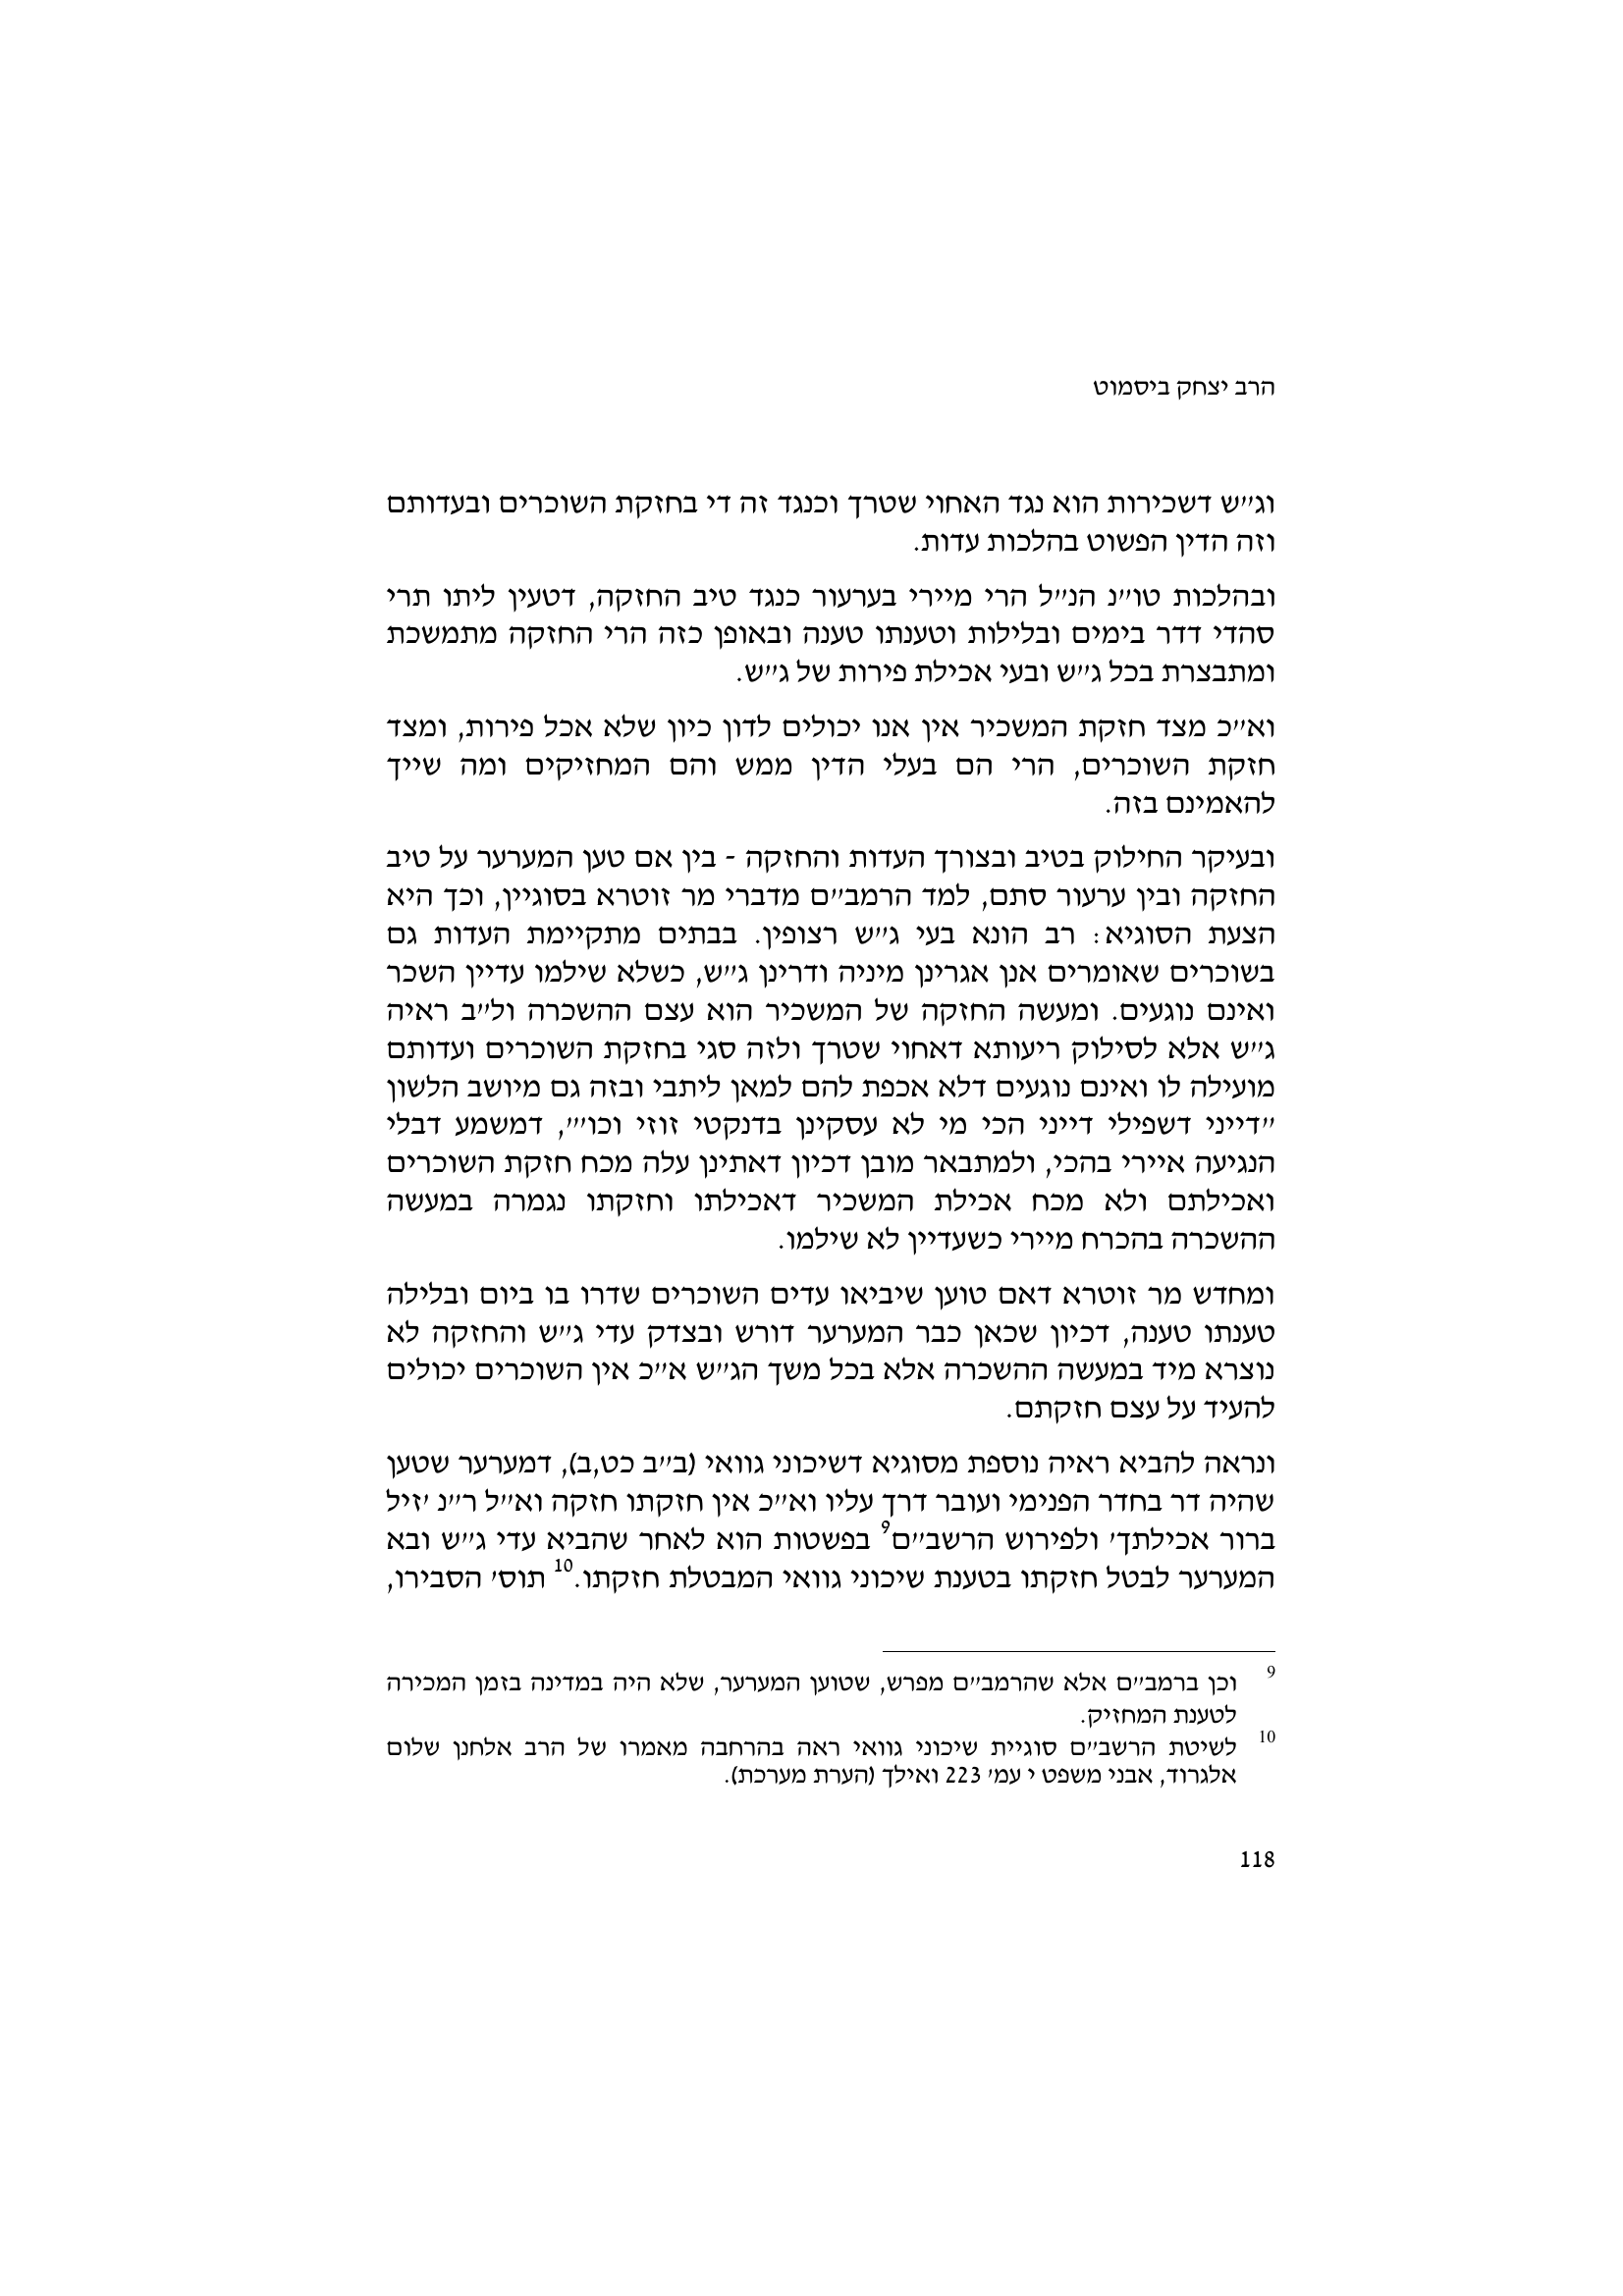 הרב יצחק ביסמוט
וג״ש דשכירות הוא נגד האחוי שטרך וכנגד זה די בחזקת השוכרים ובעדותם
וזה הדין הפשוט בהלכות עדות.
ובהלכות טו״נ הנ״ל הרי מיירי בערעור כנגד טיב החזקה, דטעין ליתו תרי
סהדי דדר בימים ובלילות וטענתו טענה ובאופן כזה הרי החזקה מתמשכת
ומתבצרת בכל ג״ש ובעי אכילת פירות של ג״ש.
וא״כ מצד חזקת המשכיר אין אנו יכולים לדון כיון שלא אכל פירות, ומצד
חזקת השוכרים, הרי הם בעלי הדין ממש והם המחזיקים ומה שייך
להאמינם בזה.
ובעיקר החילוק בטיב ובצורך העדות והחזקה - בין אם טען המערער על טיב
החזקה ובין ערעור סתם, למד הרמב״ם מדברי מר זוטרא בסוגיין, וכך היא
הצעת הסוגיא: רב הונא בעי ג״ש רצופין. בבתים מתקיימת העדות גם
בשוכרים שאומרים אנן אגרינן מיניה ודרינן ג״ש, כשלא שילמו עדיין השכר
ואינם נוגעים. ומעשה החזקה של המשכיר הוא עצם ההשכרה ול״ב ראיה
ג״ש אלא לסילוק ריעותא דאחוי שטרך ולזה סגי בחזקת השוכרים ועדותם
מועילה לו ואינם נוגעים דלא אכפת להם למאן ליתבי ובזה גם מיושב הלשון
״דייני דשפילי דייני הכי מי לא עסקינן בדנקטי זוזי וכו׳״, דמשמע דבלי
הנגיעה איירי בהכי, ולמתבאר מובן דכיון דאתינן עלה מכח חזקת השוכרים
ואכילתם ולא מכח אכילת המשכיר דאכילתו וחזקתו נגמרה במעשה
ההשכרה בהכרח מיירי כשעדיין לא שילמו.
ומחדש מר זוטרא דאם טוען שיביאו עדים השוכרים שדרו בו ביום ובלילה
טענתו טענה, דכיון שכאן כבר המערער דורש ובצדק עדי ג״ש והחזקה לא
נוצרא מיד במעשה ההשכרה אלא בכל משך הג״ש א״כ אין השוכרים יכולים
להעיד על עצם חזקתם.
ונראה להביא ראיה נוספת מסוגיא דשיכוני גוואי (ב״ב כט,ב), דמערער שטען
שהיה דר בחדר הפנימי ועובר דרך עליו וא״כ אין חזקתו חזקה וא״ל ר״נ ׳זיל
ברור אכילתך׳ ולפירוש הרשב״ם9 בפשטות הוא לאחר שהביא עדי ג״ש ובא
המערער לבטל חזקתו בטענת שיכוני גוואי המבטלת חזקתו.10 תוס׳ הסבירו,
9 וכן ברמב״ם אלא שהרמב״ם מפרש, שטוען המערער, שלא היה במדינה בזמן המכירה
לטענת המחזיק.
10 לשיטת הרשב״ם סוגיית שיכוני גוואי ראה בהרחבה מאמרו של הרב אלחנן שלום
אלגרוד, אבני משפט י עמ׳ 223 ואילך (הערת מערכת).
118